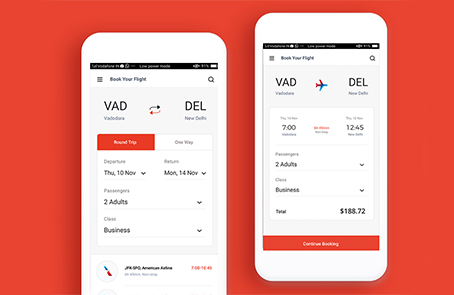 Vodafone IN
Low power mode
91%
Book Your Flight
VAD
DEL
Vadodara
New Delhi
Round Trip
One Way
Departure
Return
Thu, 10 Nov
Mon, 14 Nov
Passengers
2 Adults
Class
Business
JFK-SFO, American Airline
7:00-10:45
Non-stop
Vodafone IN
Low power mode
91%
Book Your Flight
VAD
DEL
Vadodara
New Delhi
Thu, 10 Nov
Thu, 10 Nov
7:00
12:45
Vadodara
Non-stop
New Delhi
Passengers
2 Adults
Class
Business
Total
$188.72
Continue Booking